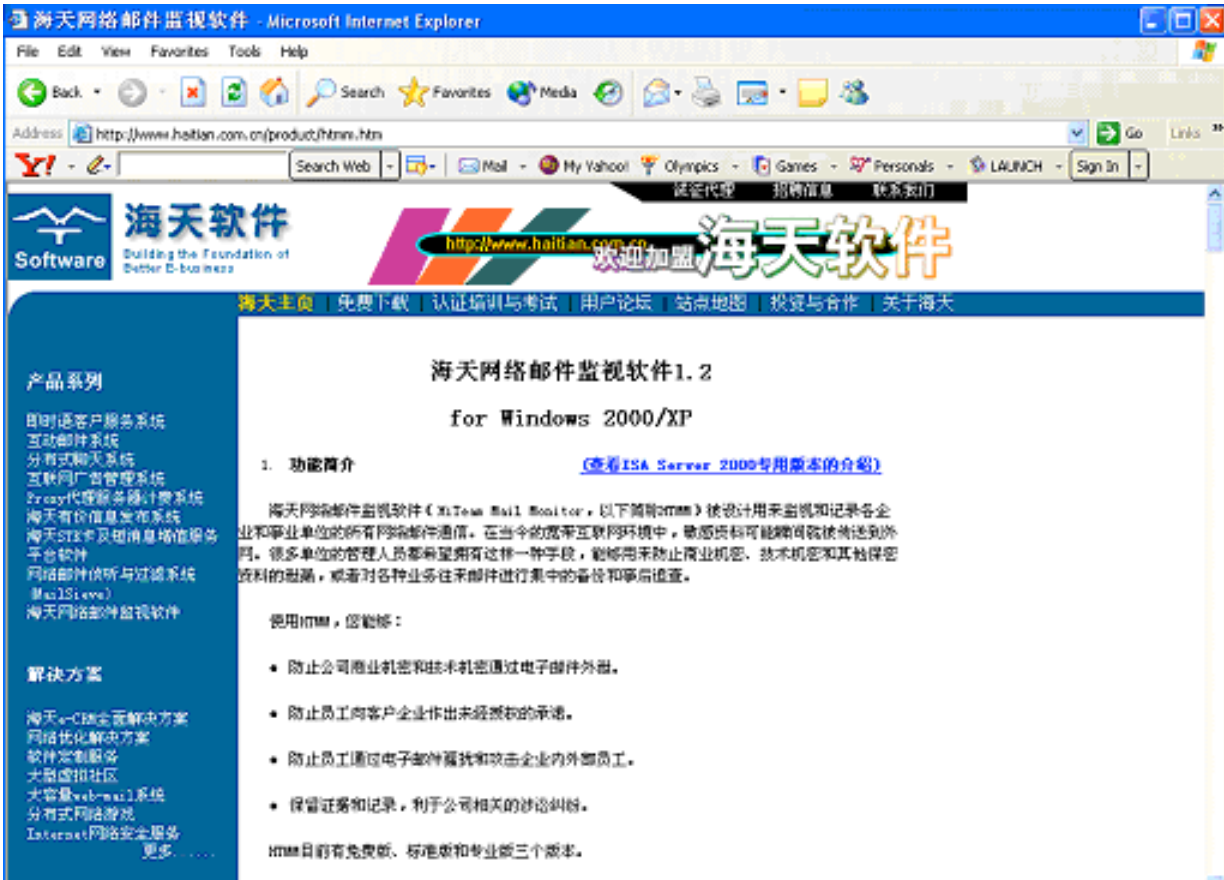 海天网络邮件监视软件 - Microsoft Internet Explorer
File Edit View Favorites Tools Help
Back Search Favorites Media
Address http://www.haitian.com.cn/product/htmm.htm Go Links
Y! Search Web Mail My Yahoo! Olympics Games Personals LAUNCH Sign In
认证代理 招聘信息 联系我们
Software
海天软件
Building the Foundation of
Better E-business
http://www.haitian.com.cn
欢迎加盟海天软件
海天主页 | 免费下载 | 认证培训与考试 | 用户论坛 | 站点地图 | 投资与合作 | 关于海天
产品系列
即时通客户服务系统
互动邮件系统
分布式聊天系统
互联网广告管理系统
Proxy代理服务器计费系统
海天有价信息发布系统
海天STK卡及短消息增值服务
平台软件
网络邮件侦听与过滤系统
MailSieve)
海天网络邮件监视软件
解决方案
海天e-CRM全面解决方案
网络优化解决方案
软件定制服务
大型虚拟社区
大容量web-mail系统
分布式网络游戏
Internet网络安全服务
更多......
海天网络邮件监视软件1.2
for Windows 2000/XP
1. 功能简介 (查看ISA Server 2000专用版本的介绍)
海天网络邮件监视软件(HiTeam Mail Monitor,以下简称HTMM)被设计用来监视和记录各企
业和事业单位的所有网络邮件通信。在当今的宽带互联网环境中,敏感资料可能瞬间就被传送到外
网。很多单位的管理人员都希望拥有这样一种手段,能够用来防止商业机密、技术机密和其他保密
资料的泄漏,或者对各种业务往来邮件进行集中的备份和事后追查。
使用HTMM,您能够:
• 防止公司商业机密和技术机密通过电子邮件外泄。
• 防止员工向客户企业作出未经授权的承诺。
• 防止员工通过电子邮件骚扰和攻击企业内外部员工。
• 保留证据和记录,利于公司相关的涉讼纠纷。
HTMM目前有免费版、标准版和专业版三个版本。